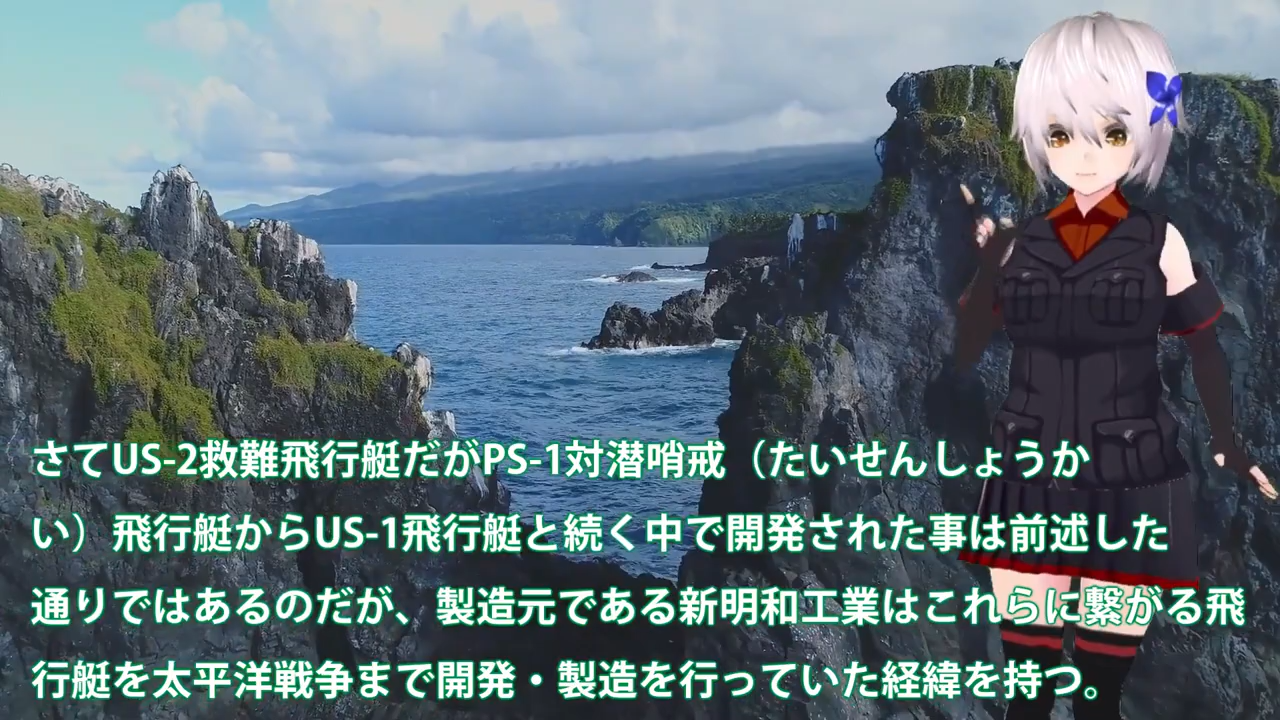 さてUS-2救難飛行艇だがPS-1対潜哨戒（たいせんしょうか
い）飛行艇からUS-1飛行艇と続く中で開発された事は前述した
通りではあるのだが、製造元である新明和工業はこれらに繋がる飛
行艇を太平洋戦争まで開発・製造を行っていた経緯を持つ。